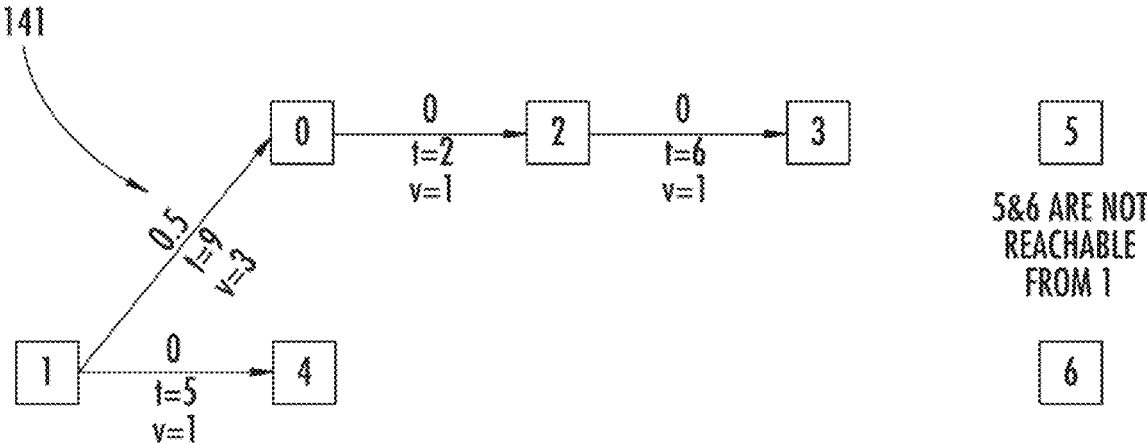 141
0
0
t=2
v=1
2
0
t=6
v=1
3
5
5&6 ARE NOT
REACHABLE
FROM 1
0.5
t=9
v=3
1
0
t=5
v=1
4
6